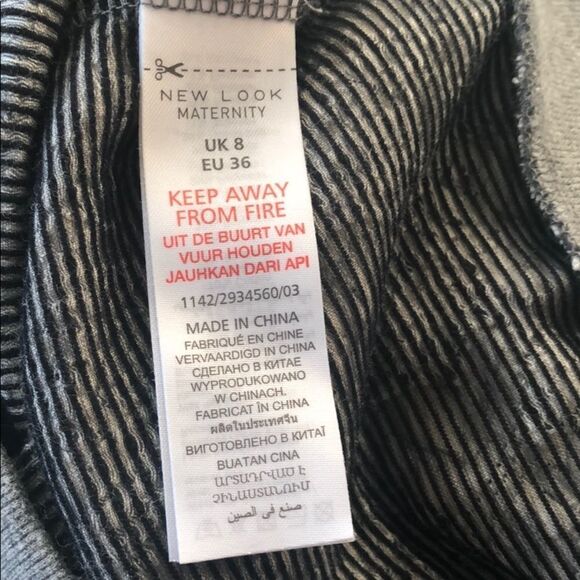 NEW LOOK
MATERNITY
UK 8
EU 36
KEEP AWAY
FROM FIRE
UIT DE BUURT VAN
VUUR HOUDEN
JAUHKAN DARI API
1142/2934560/03
MADE IN CHINA
FABRIQUÉ EN CHINE
VERVAARDIGD IN CHINA
СДЕЛАНО В КИТАЕ
WYPRODUKOWANO
W CHINACH.
FABRICAT ÎN CHINA
ผลิตในประเทศจีน
ВИГОТОВЛЕНО В КИТАЇ
BUATAN CINA
ԱՐՏԱԴՐՎԱԾ Է
ՉԻՆԱՍՏԱՆՈՒՄ
صنع في الصين